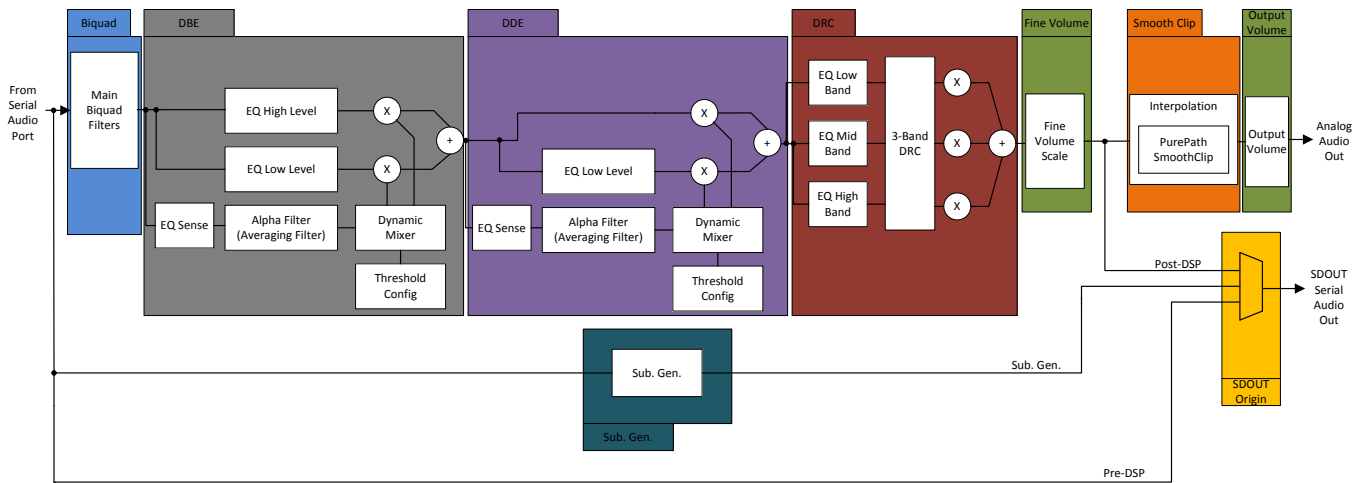 Biquad
DBE
DDE
DRC
Fine Volume
Smooth Clip
Output
Volume
From
Serial
Audio
Port
Main
Biquad
Filters
EQ High Level
X
EQ Low Level
X
+
EQ Sense
Alpha Filter
(Averaging Filter)
Dynamic
Mixer
Threshold
Config
X
EQ Low Level
X
+
EQ Sense
Alpha Filter
(Averaging Filter)
Dynamic
Mixer
Threshold
Config
EQ Low
Band
EQ Mid
Band
EQ High
Band
3-Band
DRC
X
X
X
+
Fine
Volume
Scale
Interpolation
PurePath
SmoothClip
Output
Volume
Analog
Audio
Out
Post-DSP
SDOUT
Serial
Audio
Out
Sub. Gen.
Sub. Gen.
SDOUT
Origin
Sub. Gen.
Pre-DSP